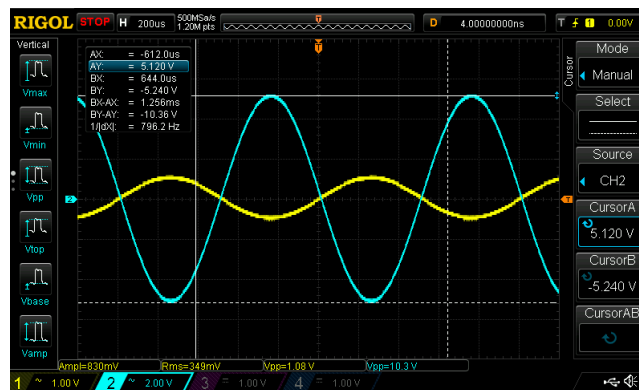 RIGOL STOP H 200us 500MSa/s 1.20M pts D 4.00000000ns T 1 0.00V
Vertical
Vmax
Vmin
Vpp
Vtop
Vbase
Vamp
AX: = -612.0us
AY: = 5.120 V
BX: = 644.0us
BY: = -5.240 V
BX-AX: = 1.256ms
BY-AY: = -10.36 V
1/|dX|: = 796.2 Hz
T
2
T
Cursor
Mode
Manual
Select
Source
CH2
CursorA
5.120 V
CursorB
-5.240 V
CursorAB
Ampl=830mV Rms=349mV Vpp=1.08 V Vpp=10.3 V
1 ~ 1.00 V 2 ~ 2.00 V 3 = 1.00 V 4 = 1.00 V